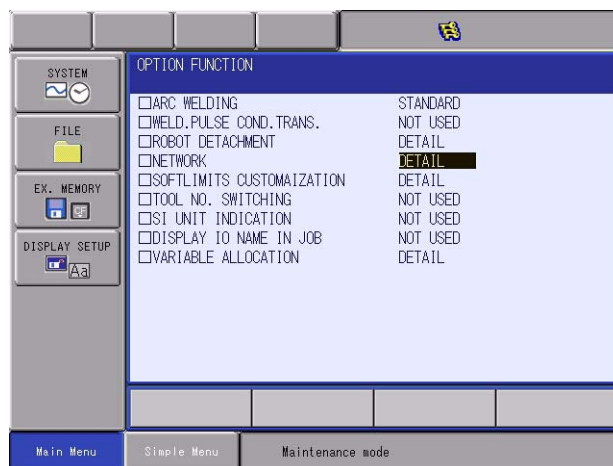 SYSTEM
FILE
EX. MEMORY
CF
DISPLAY SETUP
Aa
OPTION FUNCTION
□ARC WELDING STANDARD
□WELD.PULSE COND.TRANS. NOT USED
□ROBOT DETACHMENT DETAIL
□NETWORK DETAIL
□SOFTLIMITS CUSTOMAIZATION DETAIL
□TOOL NO. SWITCHING NOT USED
□SI UNIT INDICATION NOT USED
□DISPLAY IO NAME IN JOB NOT USED
□VARIABLE ALLOCATION DETAIL
Main Menu Simple Menu Maintenance mode